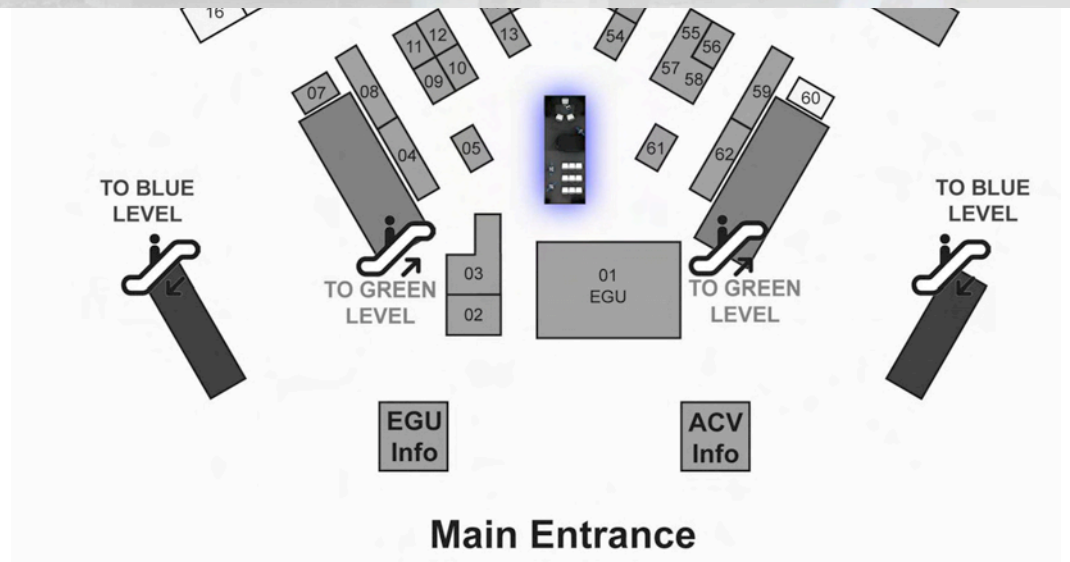 16
11
12
13
54
55
56
09
10
57
58
07
08
59
60
04
05
61
62
TO BLUE
LEVEL
TO BLUE
LEVEL
03
01
EGU
TO GREEN
LEVEL
TO GREEN
LEVEL
02
EGU
Info
ACV
Info
Main Entrance